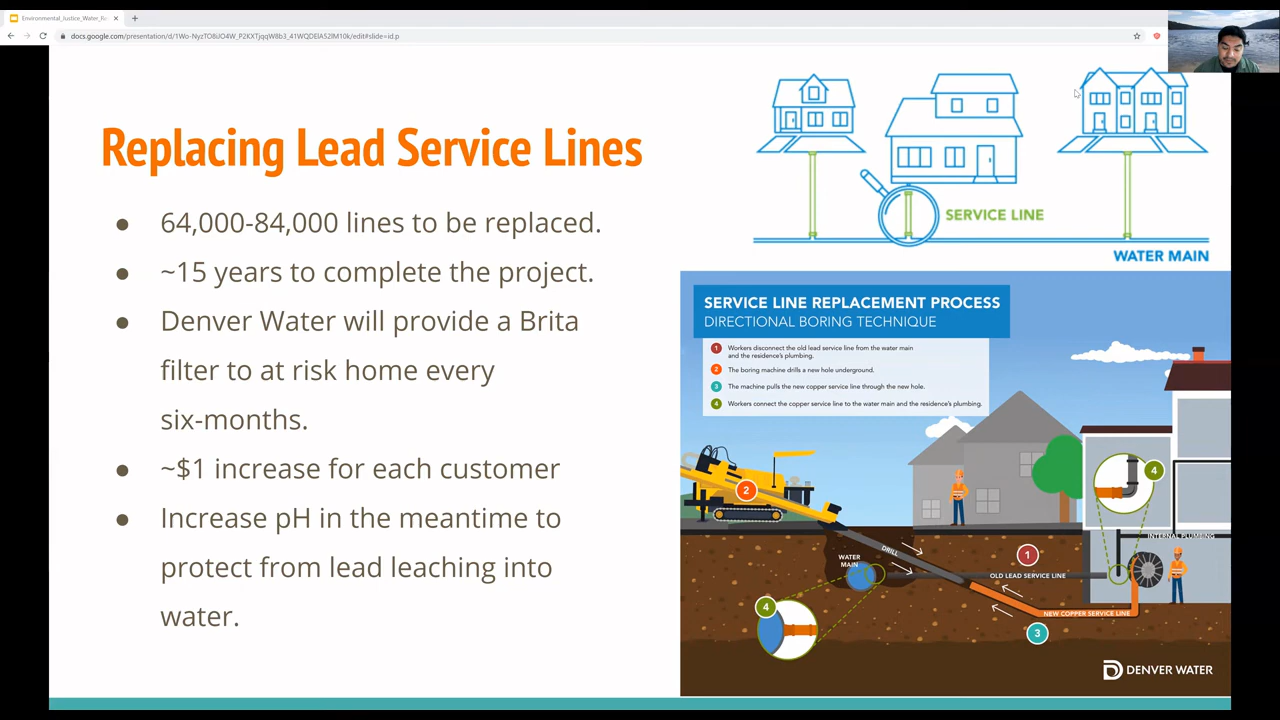 Environmental_Justice_Water_Re
docs.google.com/presentation/d/1Wo-NyzTO8iJO4W_P2KXTjqqW8b3_41WQDElA52lM10k/edit#slide=id.p
Replacing Lead Service Lines
● 64,000-84,000 lines to be replaced.
● ~15 years to complete the project.
● Denver Water will provide a Brita
filter to at risk home every
six-months.
● ~$1 increase for each customer
● Increase pH in the meantime to
protect from lead leaching into
water.
SERVICE LINE
WATER MAIN
SERVICE LINE REPLACEMENT PROCESS
DIRECTIONAL BORING TECHNIQUE
1 Workers disconnect the old lead service line from the water main
and the residence's plumbing.
2 The boring machine drills a new hole underground.
3 The machine pulls the new copper service line through the new hole.
4 Workers connect the copper service line to the water main and the residence's plumbing.
4
2
INTERNAL PLUMBING
DRILL
1
WATER
MAIN
OLD LEAD SERVICE LINE
4
NEW COPPER SERVICE LINE
3
DENVER WATER